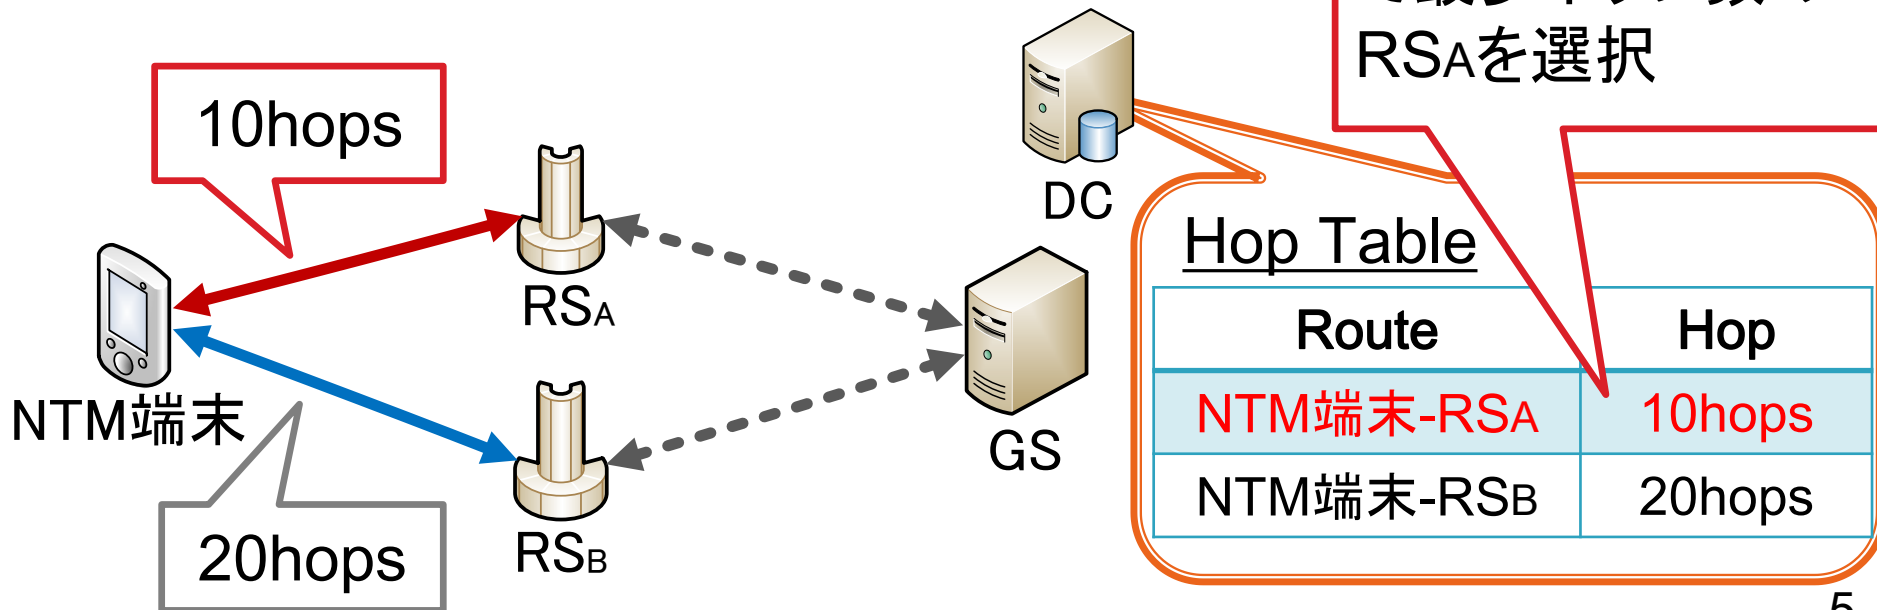 RSAを選択
10hops
DC
Hop Table
RSA
Route Hop
NTM端末-RSA 10hops
NTM端末
GS
NTM端末-RSB 20hops
20hops
RSB